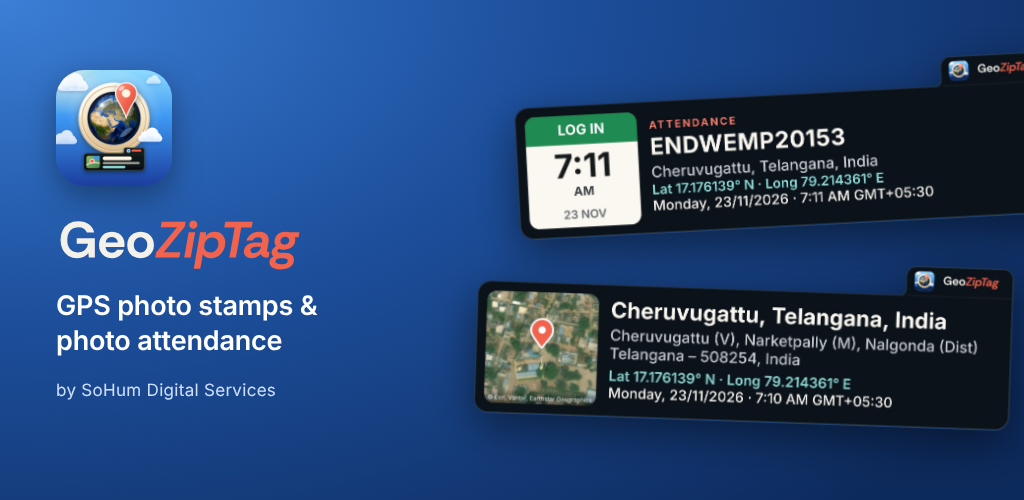 GeoZipTag
GPS photo stamps &
photo attendance
by SoHum Digital Services
LOG IN
7:11
AM
23 NOV
ATTENDANCE
ENDWEMP20153
Cheruvugattu, Telangana, India
Lat 17.176139° N · Long 79.214361° E
Monday, 23/11/2026 · 7:11 AM GMT+05:30
GeoZipTag
Cheruvugattu, Telangana, India
Cheruvugattu (V), Narketpally (M), Nalgonda (Dist)
Telangana – 508254, India
Lat 17.176139° N · Long 79.214361° E
Monday, 23/11/2026 · 7:10 AM GMT+05:30